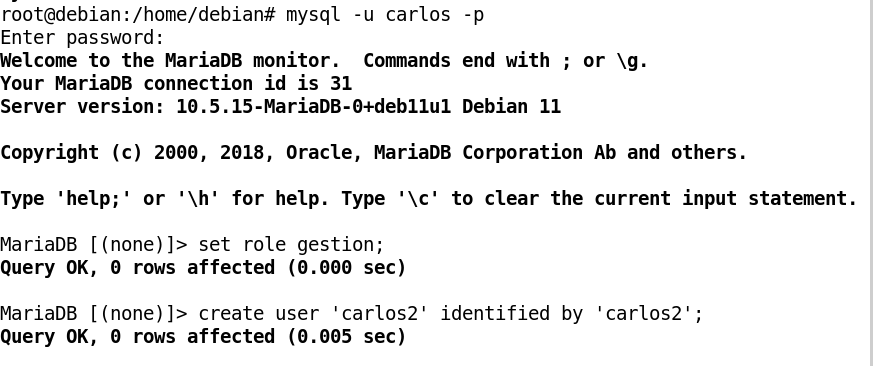 root@debian:/home/debian# mysql -u carlos -p
Enter password:
Welcome to the MariaDB monitor.  Commands end with ; or \g.
Your MariaDB connection id is 31
Server version: 10.5.15-MariaDB-0+deb11u1 Debian 11
Copyright (c) 2000, 2018, Oracle, MariaDB Corporation Ab and others.
Type 'help;' or '\h' for help. Type '\c' to clear the current input statement.
MariaDB [(none)]> set role gestion;
Query OK, 0 rows affected (0.000 sec)
MariaDB [(none)]> create user 'carlos2' identified by 'carlos2';
Query OK, 0 rows affected (0.005 sec)